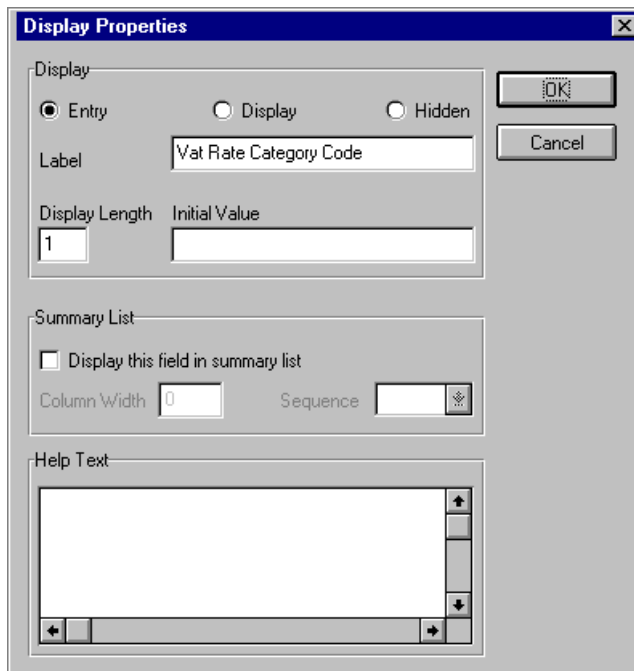 Display Properties
Display
OK
Entry Display Hidden
Cancel
Label Vat Rate Category Code
Display Length Initial Value
1
Summary List
Display this field in summary list
Column Width 0 Sequence
Help Text